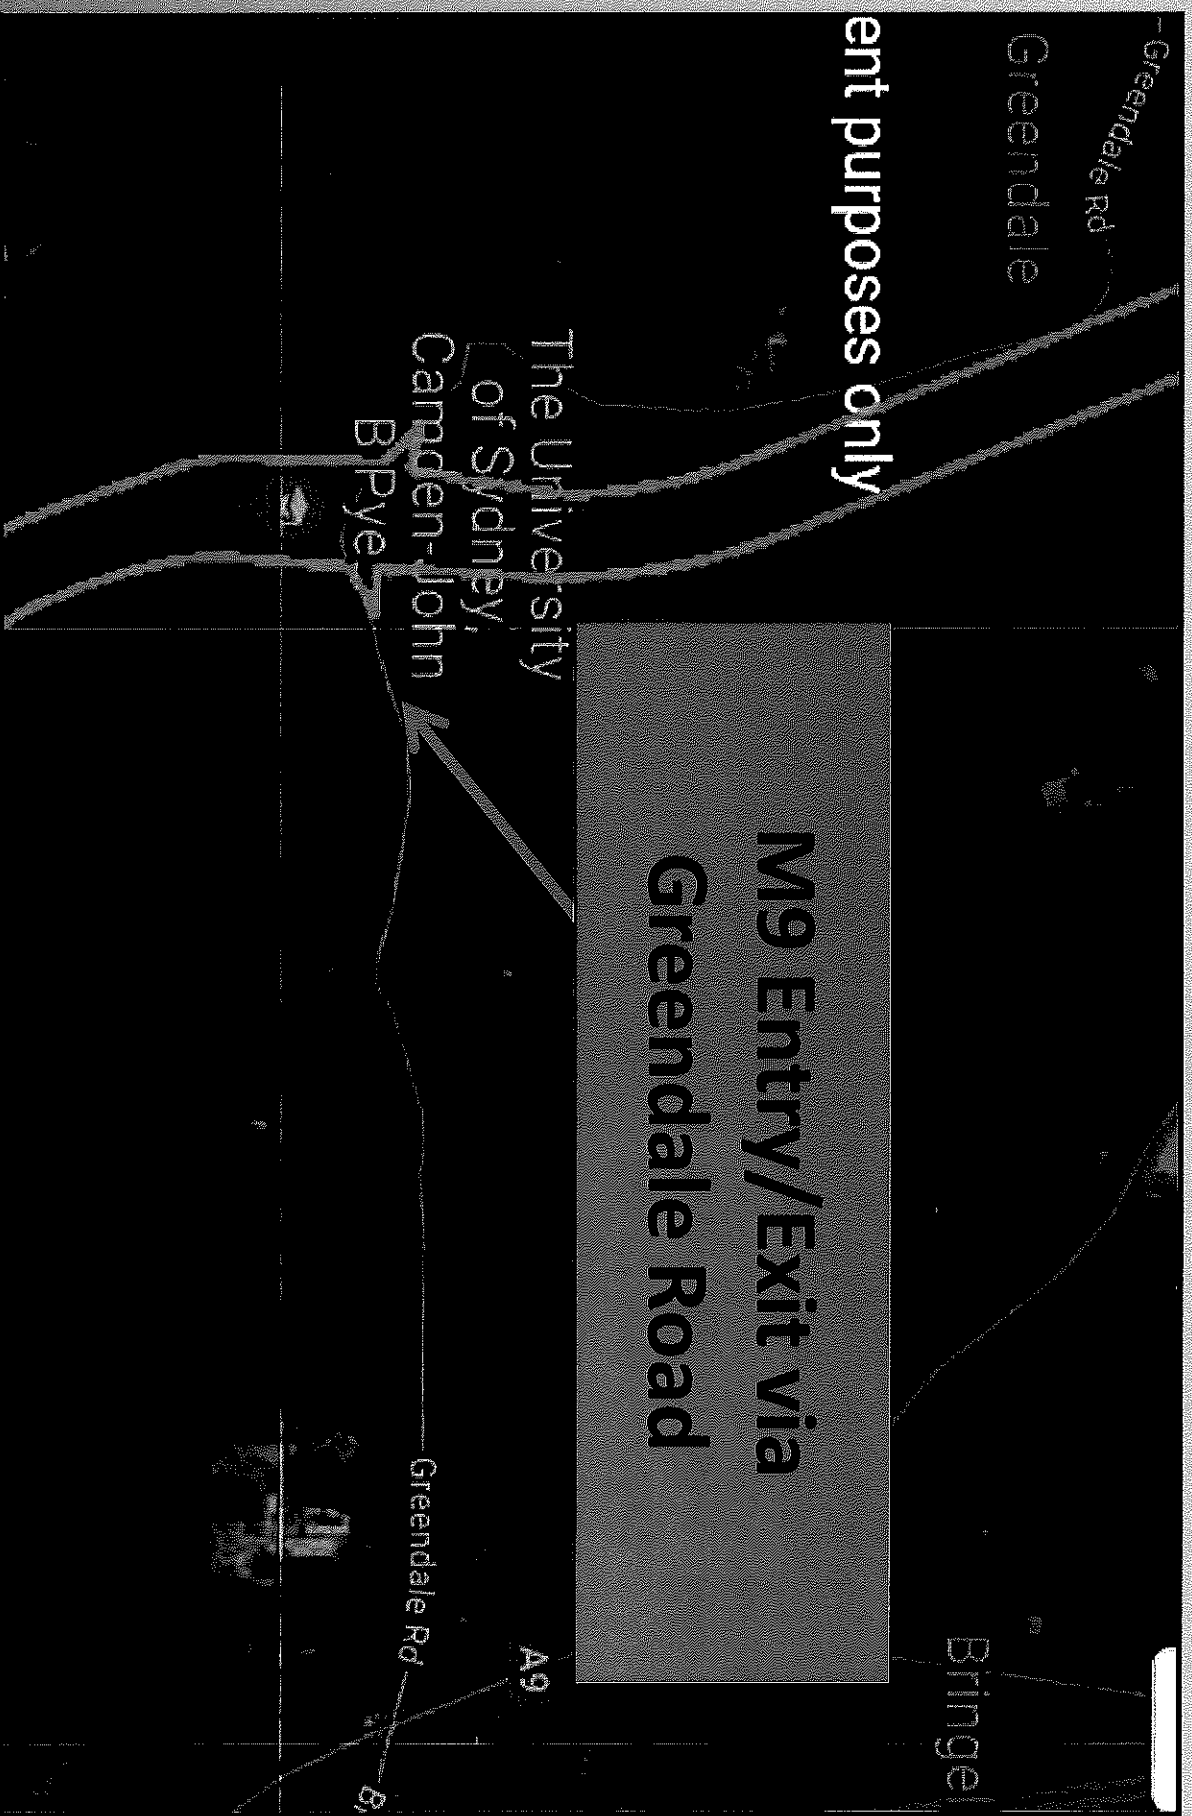 Greendale Rd
Greendale
ent purposes only
The University
of Sydney,
Camden-John
B Pye
M9 Entry/Exit via
Greendale Road
Greendale Rd
A9
Bringe
B